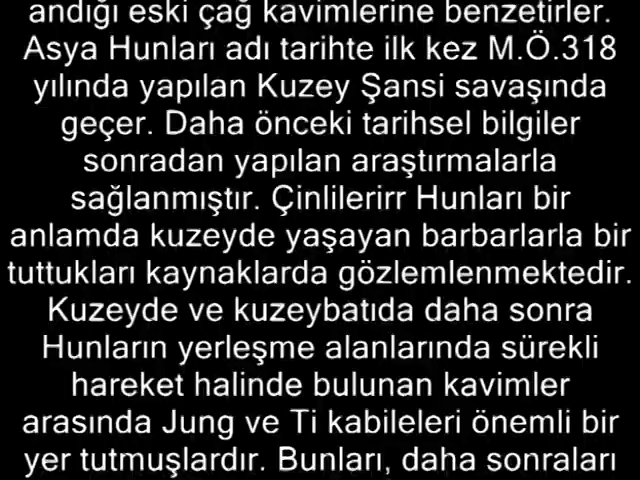 andığı eski çağ kavimlerine benzetirler.
Asya Hunları adı tarihte ilk kez M.Ö.318
yılında yapılan Kuzey Şansi savaşında
geçer. Daha önceki tarihsel bilgiler
sonradan yapılan araştırmalarla
sağlanmıştır. Çinlilerirr Hunları bir
anlamda kuzeyde yaşayan barbarlarla bir
tuttukları kaynaklarda gözlemlenmektedir.
Kuzeyde ve kuzeybatıda daha sonra
Hunların yerleşme alanlarında sürekli
hareket halinde bulunan kavimler
arasında Jung ve Ti kabileleri önemli bir
yer tutmuşlardır. Bunları, daha sonraları